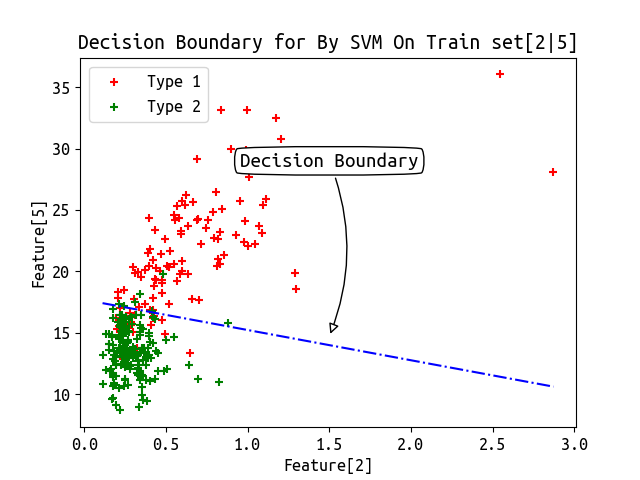 Decision Boundary for By SVM On Train set[2|5]
Type 1
Type 2
Decision Boundary
35
30
25
20
15
10
Feature[5]
0.0 0.5 1.0 1.5 2.0 2.5 3.0
Feature[2]